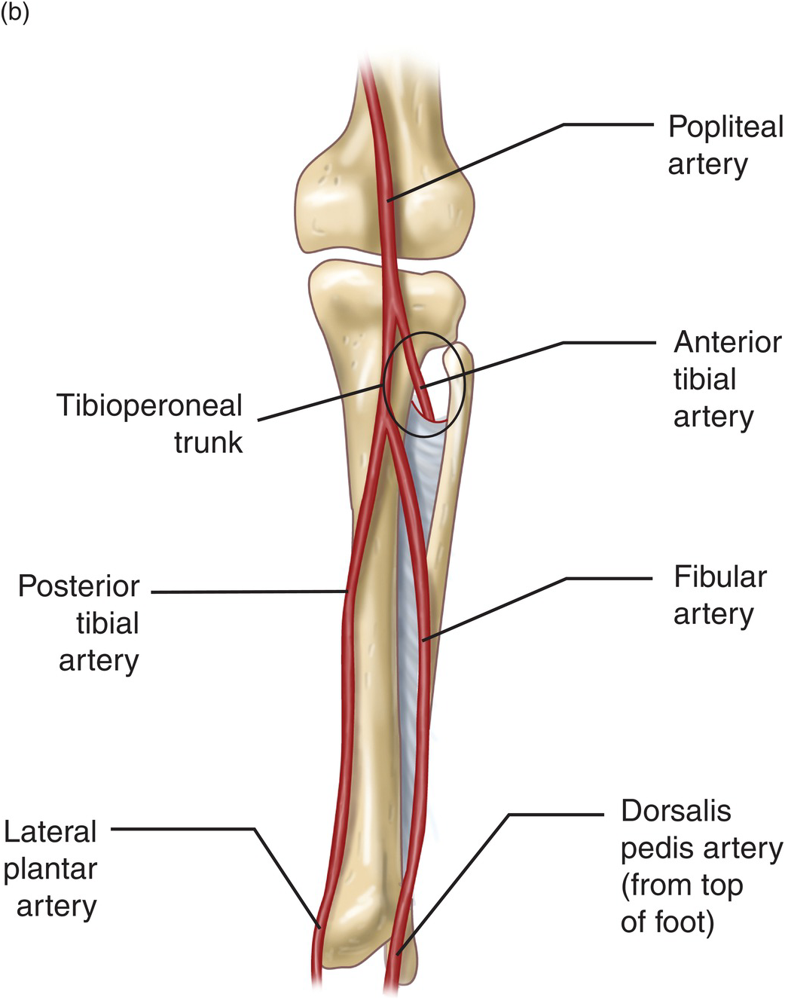 (b)
Popliteal
artery
Anterior
tibial
artery
Tibioperoneal
trunk
Posterior
tibial
artery
Fibular
artery
Lateral
plantar
artery
Dorsalis
pedis artery
(from top
of foot)